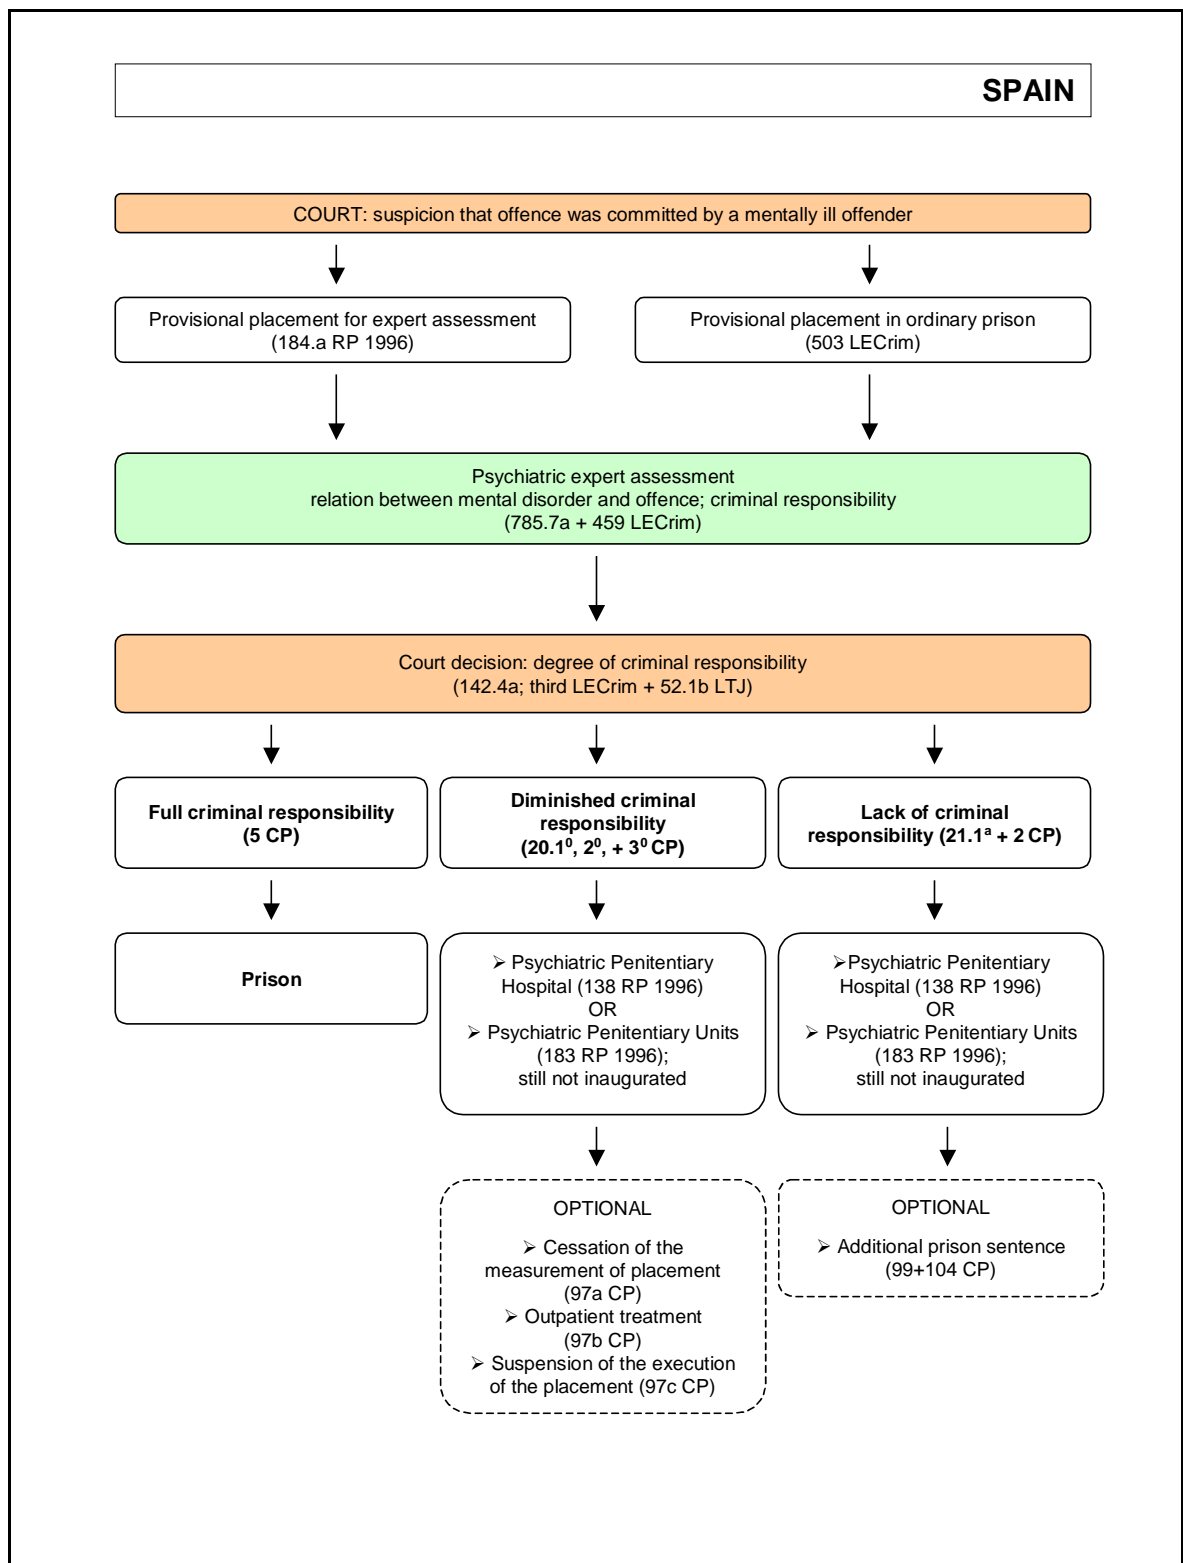 SPAIN
COURT: suspicion that offence was committed by a mentally ill offender
Provisional placement for expert assessment
(184.a RP 1996)
Provisional placement in ordinary prison
(503 LECrim)
Psychiatric expert assessment
relation between mental disorder and offence; criminal responsibility
(785.7a + 459 LECrim)
Court decision: degree of criminal responsibility
(142.4a; third LECrim + 52.1b LTJ)
Full criminal responsibility
(5 CP)
Diminished criminal
responsibility
(20.1⁰, 2⁰, + 3⁰ CP)
Lack of criminal
responsibility (21.1ª + 2 CP)
Prison
➢ Psychiatric Penitentiary
Hospital (138 RP 1996)
OR
➢ Psychiatric Penitentiary Units
(183 RP 1996);
still not inaugurated
➢Psychiatric Penitentiary
Hospital (138 RP 1996)
OR
➢ Psychiatric Penitentiary Units
(183 RP 1996);
still not inaugurated
OPTIONAL
➢ Cessation of the
measurement of placement
(97a CP)
➢ Outpatient treatment
(97b CP)
➢ Suspension of the execution
of the placement (97c CP)
OPTIONAL
➢ Additional prison sentence
(99+104 CP)